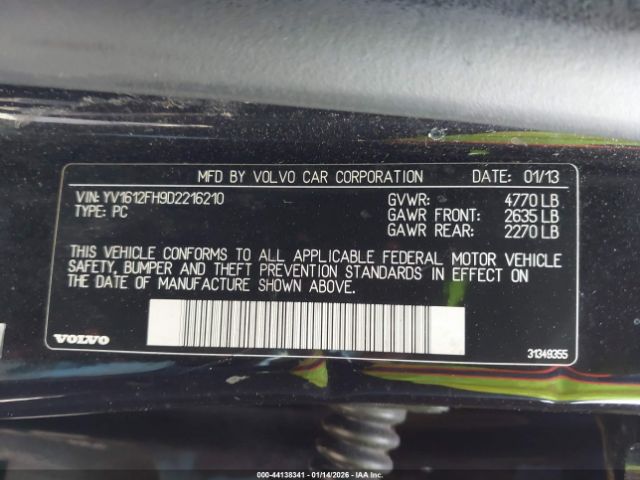 MFD BY VOLVO CAR CORPORATION DATE: 01/13
VIN: YV1612FH9D2216210 GVWR: 4770 LB
TYPE: PC GAWR FRONT: 2635 LB
GAWR REAR: 2270 LB
THIS VEHICLE CONFORMS TO ALL APPLICABLE FEDERAL MOTOR VEHICLE
SAFETY, BUMPER AND THEFT PREVENTION STANDARDS IN EFFECT ON
THE DATE OF MANUFACTURE SHOWN ABOVE.
VOLVO 31349355
000-44138341 - 01/14/2026 - IAAI.COM